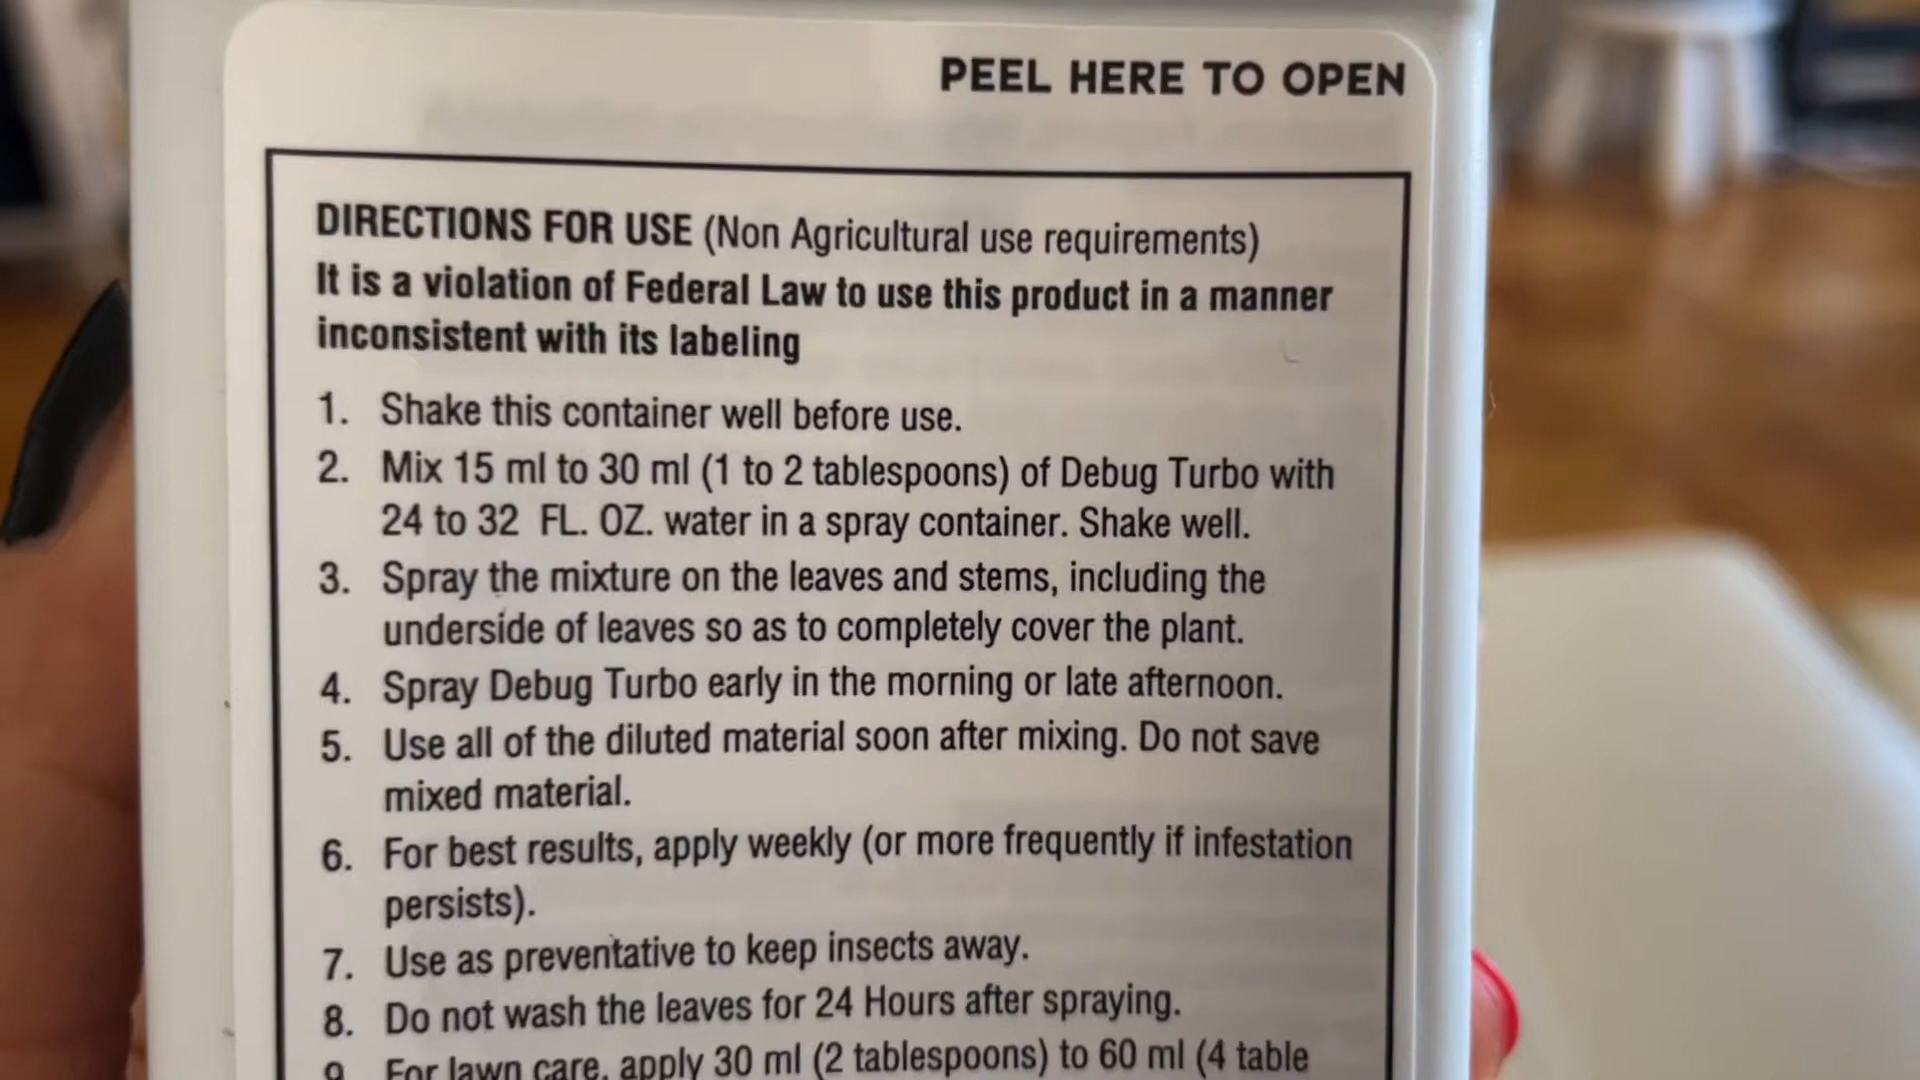 PEEL HERE TO OPEN
DIRECTIONS FOR USE (Non Agricultural use requirements)
It is a violation of Federal Law to use this product in a manner
inconsistent with its labeling
1. Shake this container well before use.
2. Mix 15 ml to 30 ml (1 to 2 tablespoons) of Debug Turbo with
24 to 32 FL. OZ. water in a spray container. Shake well.
3. Spray the mixture on the leaves and stems, including the
underside of leaves so as to completely cover the plant.
4. Spray Debug Turbo early in the morning or late afternoon.
5. Use all of the diluted material soon after mixing. Do not save
mixed material.
6. For best results, apply weekly (or more frequently if infestation
persists).
7. Use as preventative to keep insects away.
8. Do not wash the leaves for 24 Hours after spraying.
9. For lawn care, apply 30 ml (2 tablespoons) to 60 ml (4 table